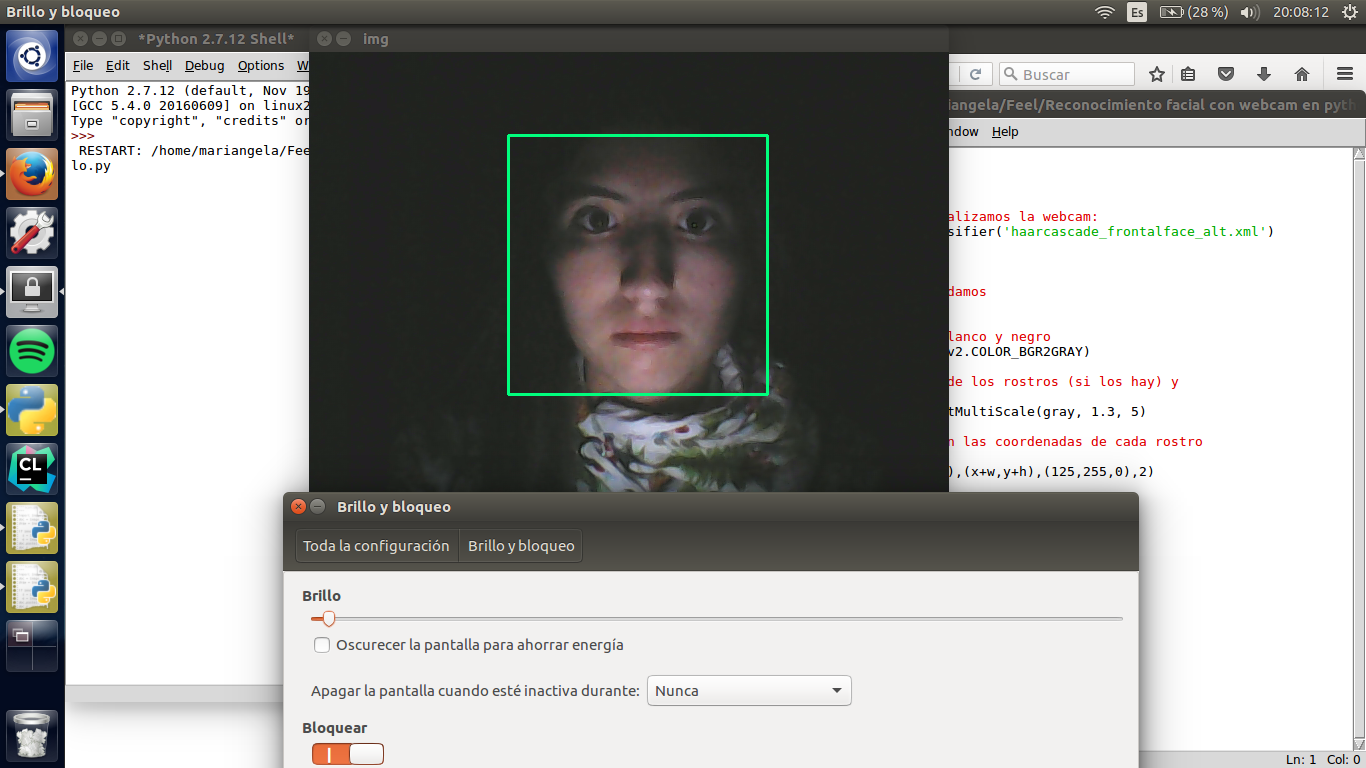 Brillo y bloqueo
Es
(28 %)
20:08:12
*Python 2.7.12 Shell*
File Edit Shell Debug Options W
Python 2.7.12 (default, Nov 19
[GCC 5.4.0 20160609] on linux2
Type "copyright", "credits" or
>>>
RESTART: /home/mariangela/Fee
lo.py
img
Buscar
iangela/Feel/Reconocimiento facial con webcam en pyth
ndow Help
alizamos la webcam:
sifier('haarcascade_frontalface_alt.xml')
damos
lanco y negro
v2.COLOR_BGR2GRAY)
de los rostros (si los hay) y
tMultiScale(gray, 1.3, 5)
n las coordenadas de cada rostro
),(x+w,y+h),(125,255,0),2)
CL
Brillo y bloqueo
Toda la configuración
Brillo y bloqueo
Brillo
Oscurecer la pantalla para ahorrar energía
Apagar la pantalla cuando esté inactiva durante: Nunca
Bloquear
Ln: 1 Col: 0